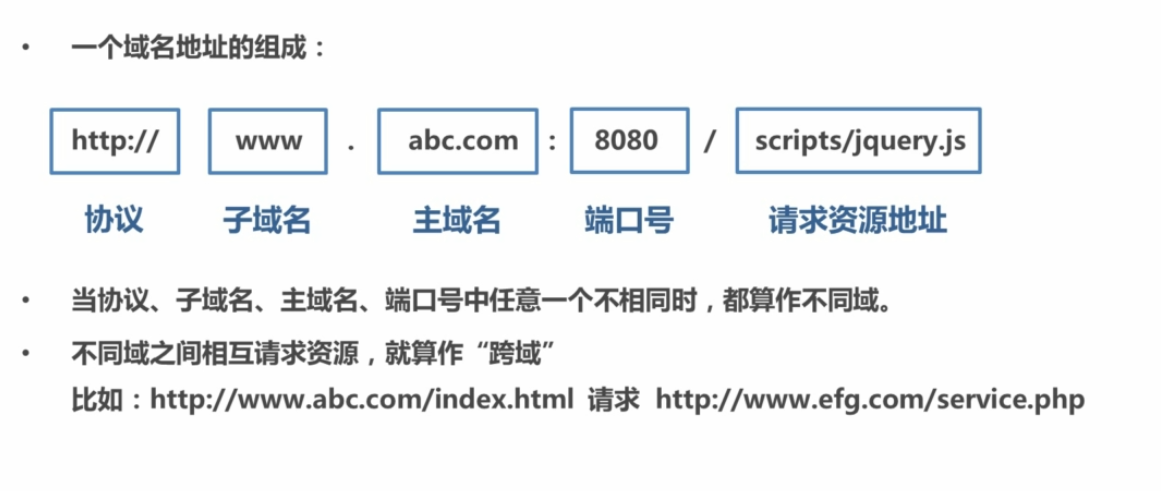 • 一个域名地址的组成：
http:// www . abc.com : 8080 / scripts/jquery.js
协议 子域名 主域名 端口号 请求资源地址
• 当协议、子域名、主域名、端口号中任意一个不相同时，都算作不同域。
• 不同域之间相互请求资源，就算作“跨域”
比如：http://www.abc.com/index.html 请求 http://www.efg.com/service.php